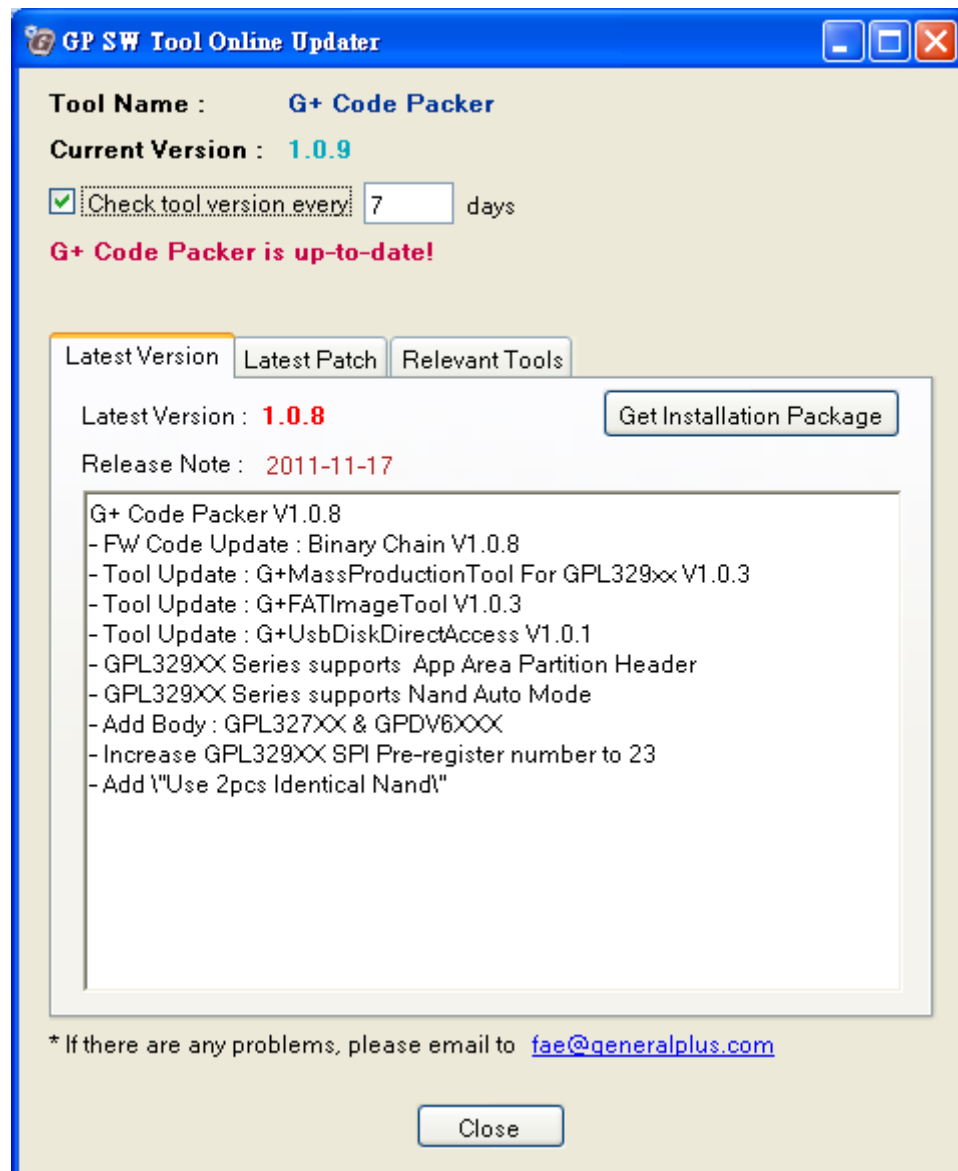 GP SW Tool Online Updater
Tool Name : G+ Code Packer
Current Version : 1.0.9
Check tool version every 7 days
G+ Code Packer is up-to-date!
Latest Version Latest Patch Relevant Tools
Latest Version : 1.0.8 Get Installation Package
Release Note : 2011-11-17
G+ Code Packer V1.0.8
- FW Code Update : Binary Chain V1.0.8
- Tool Update : G+MassProductionTool For GPL329xx V1.0.3
- Tool Update : G+FATImageTool V1.0.3
- Tool Update : G+UsbDiskDirectAccess V1.0.1
- GPL329XX Series supports  App Area Partition Header
- GPL329XX Series supports Nand Auto Mode
- Add Body : GPL327XX & GPDV6XXX
- Increase GPL329XX SPI Pre-register number to 23
- Add \"Use 2pcs Identical Nand\"
* If there are any problems, please email to fae@generalplus.com
Close